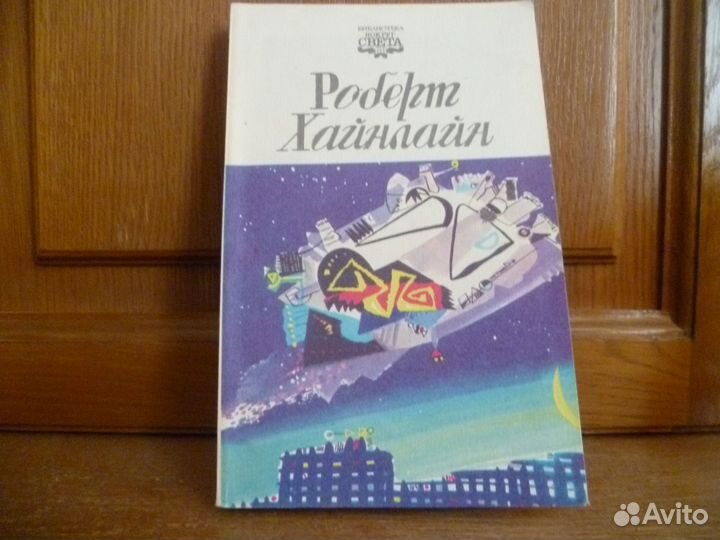 БИБЛИОТЕКА
ВОКРУГ
СВЕТА
Роберт
Хайнлайн
Avito